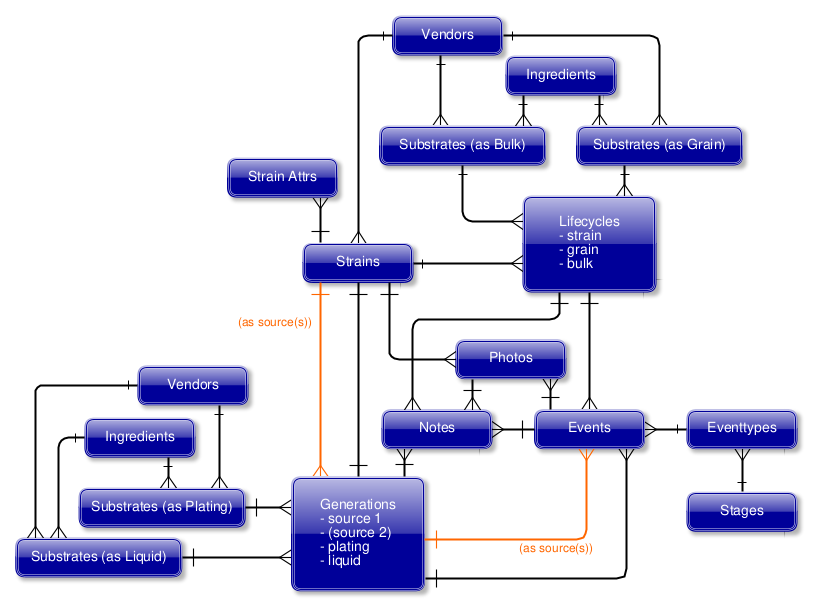 Vendors
Ingredients
Substrates (as Bulk)
Substrates (as Grain)
Strain Attrs
Lifecycles
- strain
- grain
- bulk
Strains
(as source(s))
Photos
Vendors
Ingredients
Notes
Events
Eventtypes
Substrates (as Plating)
Generations
- source 1
- (source 2)
- plating
- liquid
Stages
Substrates (as Liquid)
(as source(s))